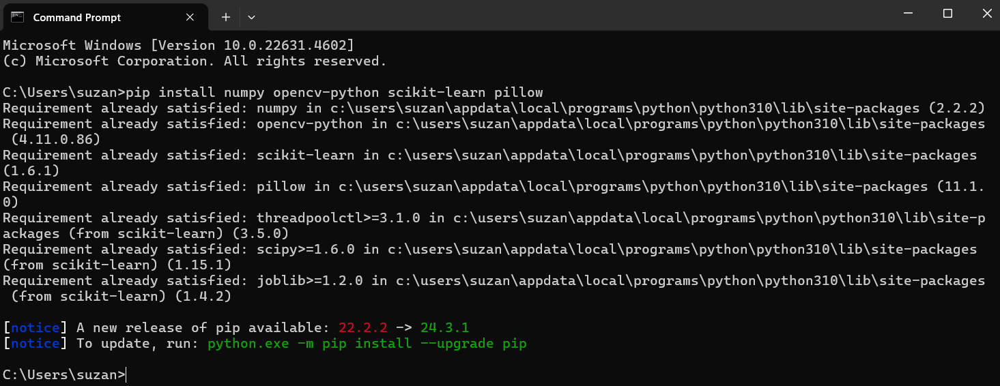 Command Prompt
Microsoft Windows [Version 10.0.22631.4602]
(c) Microsoft Corporation. All rights reserved.
C:\Users\suzan>pip install numpy opencv-python scikit-learn pillow
Requirement already satisfied: numpy in c:\users\suzan\appdata\local\programs\python\python310\lib\site-packages (2.2.2)
Requirement already satisfied: opencv-python in c:\users\suzan\appdata\local\programs\python\python310\lib\site-packages
 (4.11.0.86)
Requirement already satisfied: scikit-learn in c:\users\suzan\appdata\local\programs\python\python310\lib\site-packages
(1.6.1)
Requirement already satisfied: pillow in c:\users\suzan\appdata\local\programs\python\python310\lib\site-packages (11.1.
0)
Requirement already satisfied: threadpoolctl>=3.1.0 in c:\users\suzan\appdata\local\programs\python\python310\lib\site-p
ackages (from scikit-learn) (3.5.0)
Requirement already satisfied: scipy>=1.6.0 in c:\users\suzan\appdata\local\programs\python\python310\lib\site-packages
(from scikit-learn) (1.15.1)
Requirement already satisfied: joblib>=1.2.0 in c:\users\suzan\appdata\local\programs\python\python310\lib\site-packages
 (from scikit-learn) (1.4.2)
[notice] A new release of pip available: 22.2.2 -> 24.3.1
[notice] To update, run: python.exe -m pip install --upgrade pip
C:\Users\suzan>